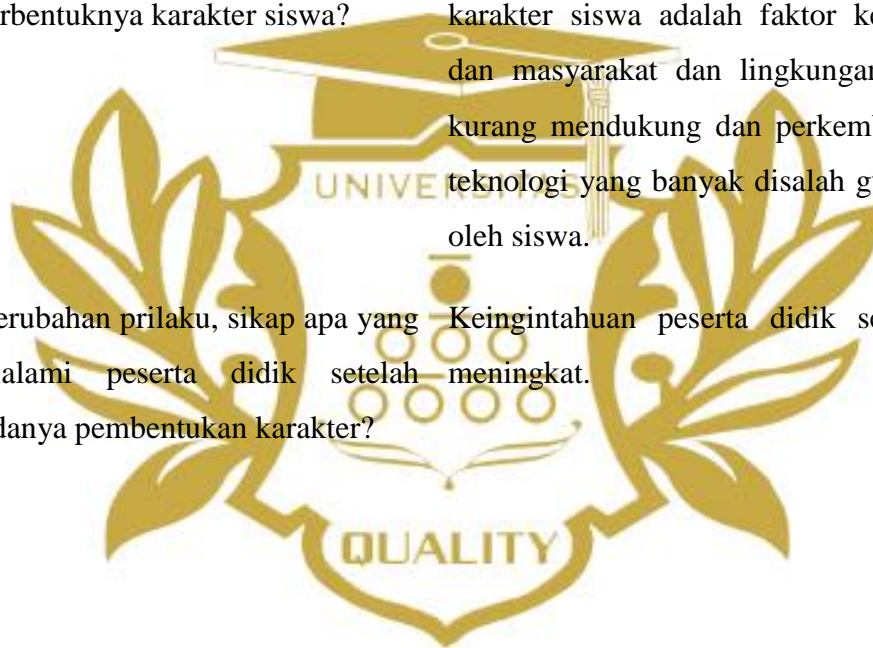 rbentuknya karakter siswa?
karakter siswa adalah faktor ke
dan masyarakat dan lingkungan
kurang mendukung dan perkemb
teknologi yang banyak disalah g
oleh siswa.
erubahan prilaku, sikap apa yang
alami peserta didik setelah
danya pembentukan karakter?
Keingintahuan peserta didik se
meningkat.
UNIVERSITAS
QUALITY